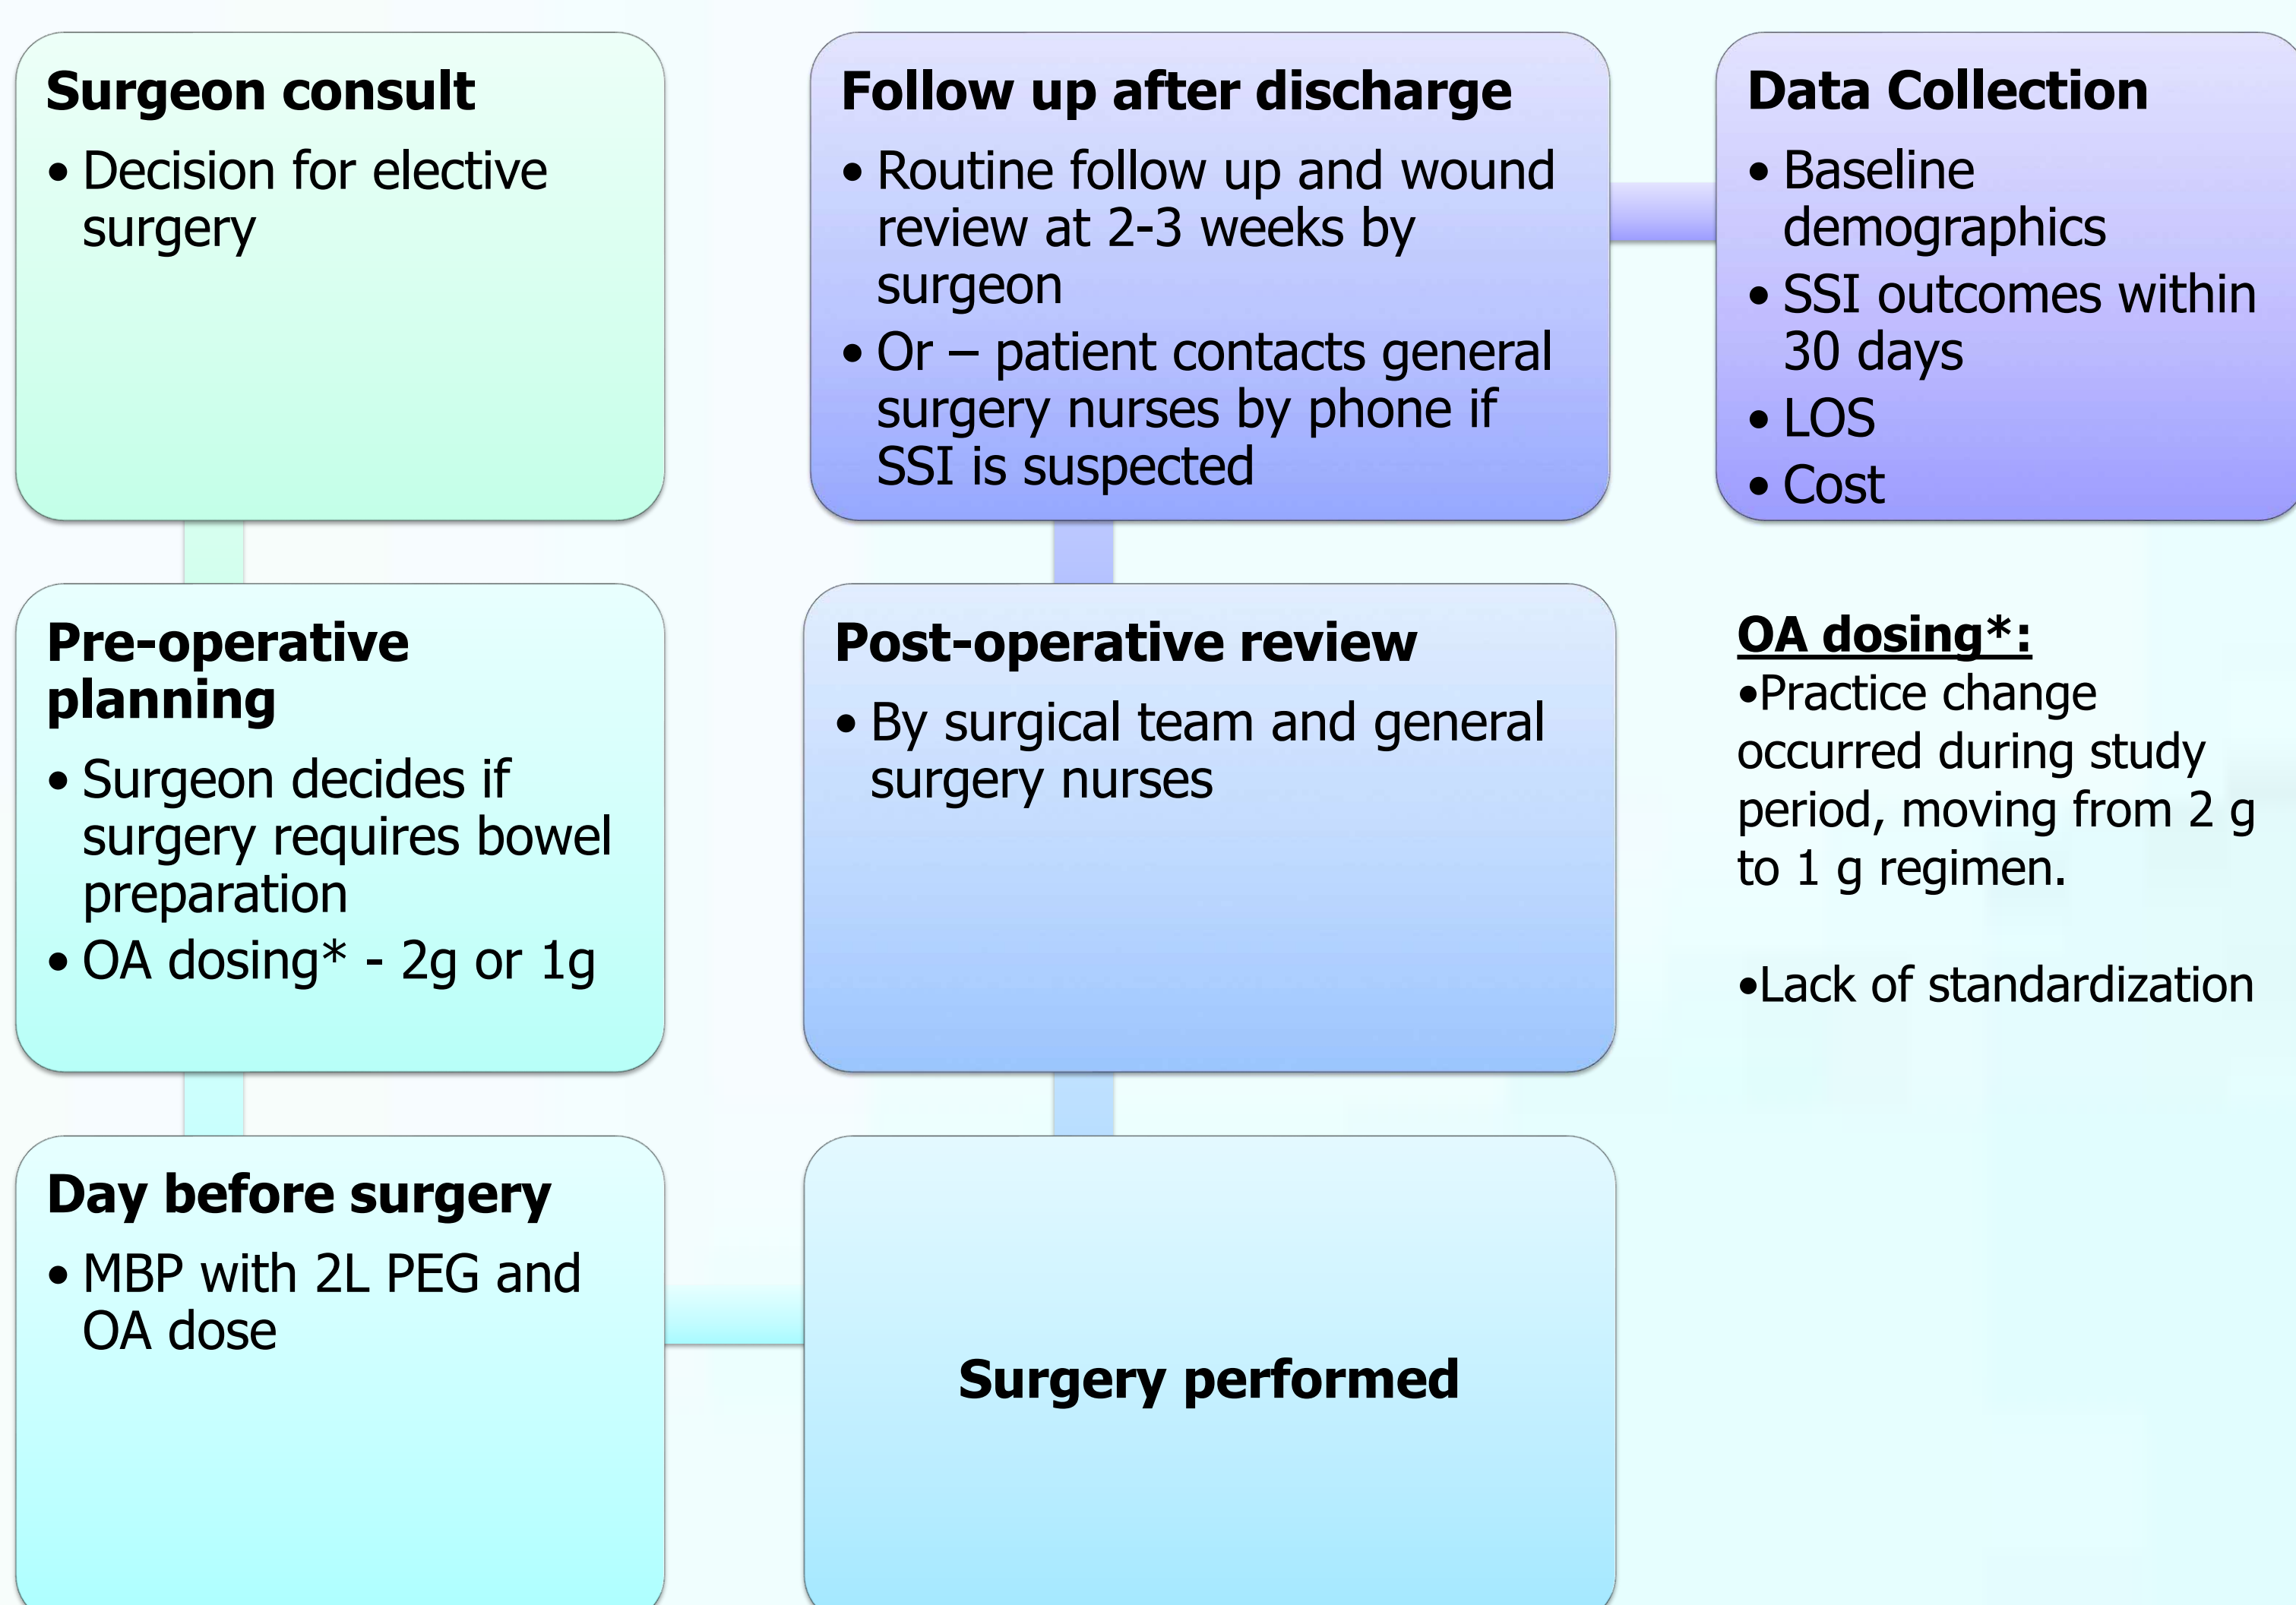 Surgeon consult
• Decision for elective
surgery
Pre-operative
planning
• Surgeon decides if
surgery requires bowel
preparation
• OA dosing* - 2g or 1g
Day before surgery
• MBP with 2L PEG and
OA dose
Surgery performed
Post-operative review
• By surgical team and general
surgery nurses
Follow up after discharge
• Routine follow up and wound
review at 2-3 weeks by
surgeon
• Or – patient contacts general
surgery nurses by phone if
SSI is suspected
Data Collection
• Baseline
demographics
• SSI outcomes within
30 days
• LOS
• Cost
OA dosing*:
•Practice change
occurred during study
period, moving from 2 g
to 1 g regimen.
•Lack of standardization